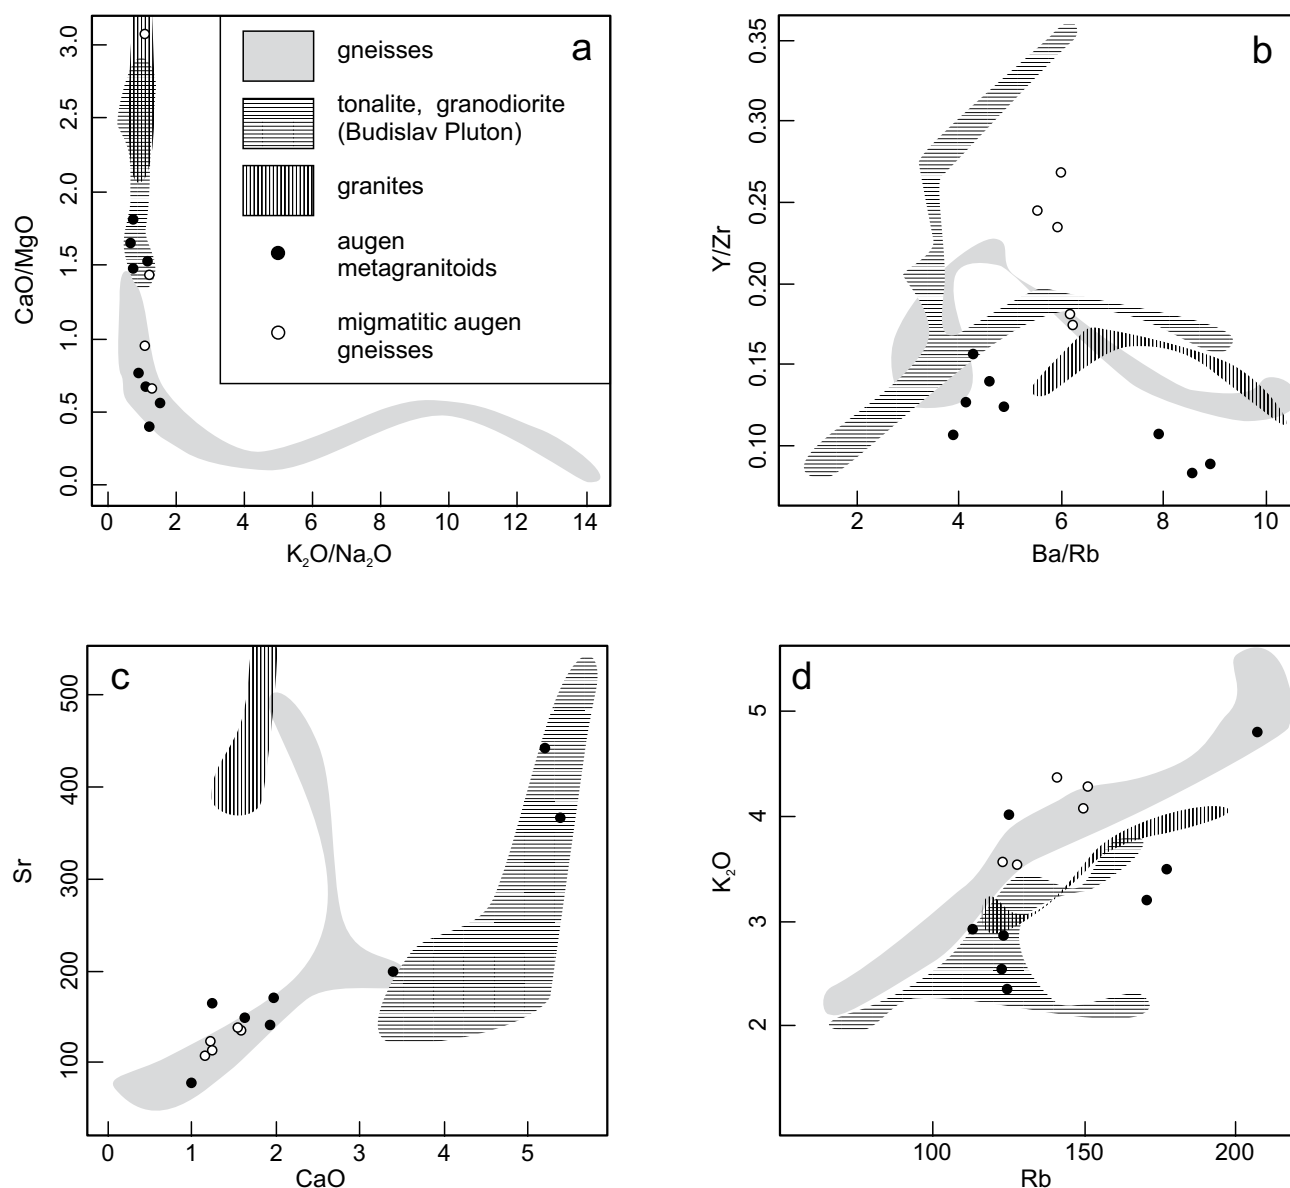 a
gneisses
tonalite, granodiorite
(Budislav Pluton)
granites
augen
metagranitoids
migmatitic augen
gneisses
CaO/MgO
3.0
2.5
2.0
1.5
1.0
0.5
0.0
0 2 4 6 8 10 12 14
K₂O/Na₂O
b
Y/Zr
0.35
0.30
0.25
0.20
0.15
0.10
2 4 6 8 10
Ba/Rb
c
Sr
500
400
300
200
100
0 1 2 3 4 5
CaO
d
K₂O
5
4
3
2
100 150 200
Rb